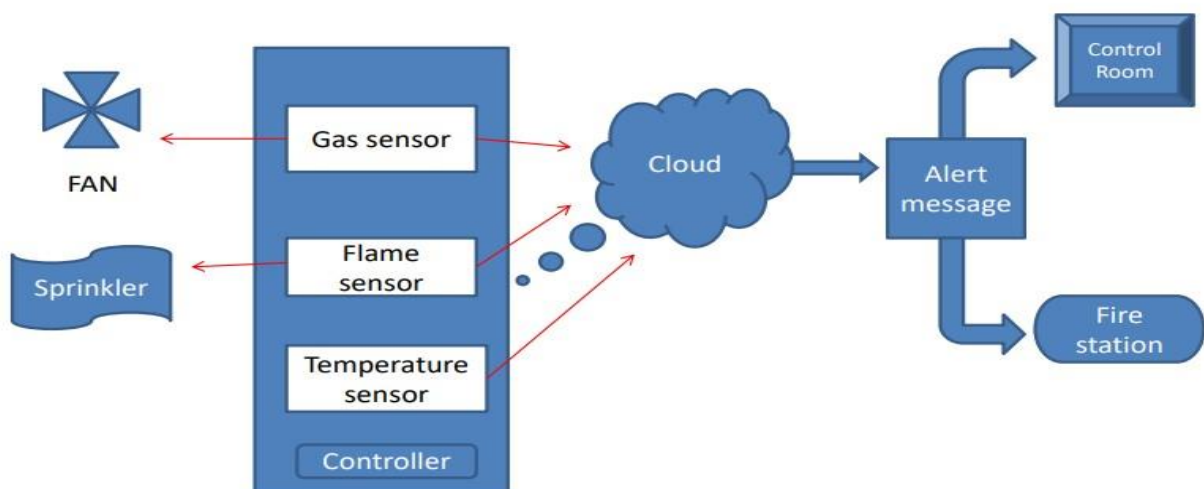 FAN
Sprinkler
Gas sensor
Flame
sensor
Temperature
sensor
Controller
Cloud
Alert
message
Control
Room
Fire
station